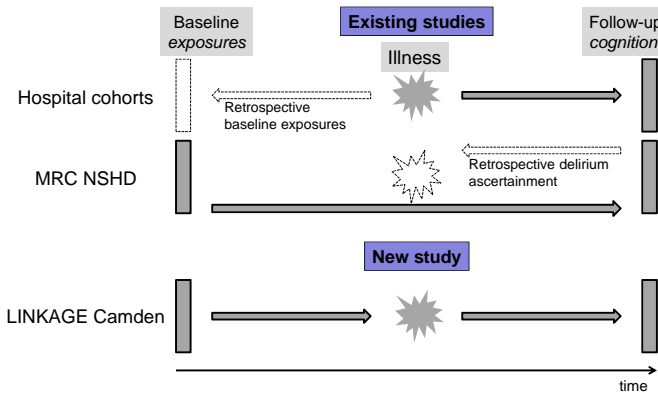 Baseline
exposures
Existing studies
Follow-up
cognition
Illness
Hospital cohorts
Retrospective
baseline exposures
MRC NSHD
Retrospective delirium
ascertainment
New study
LINKAGE Camden
time